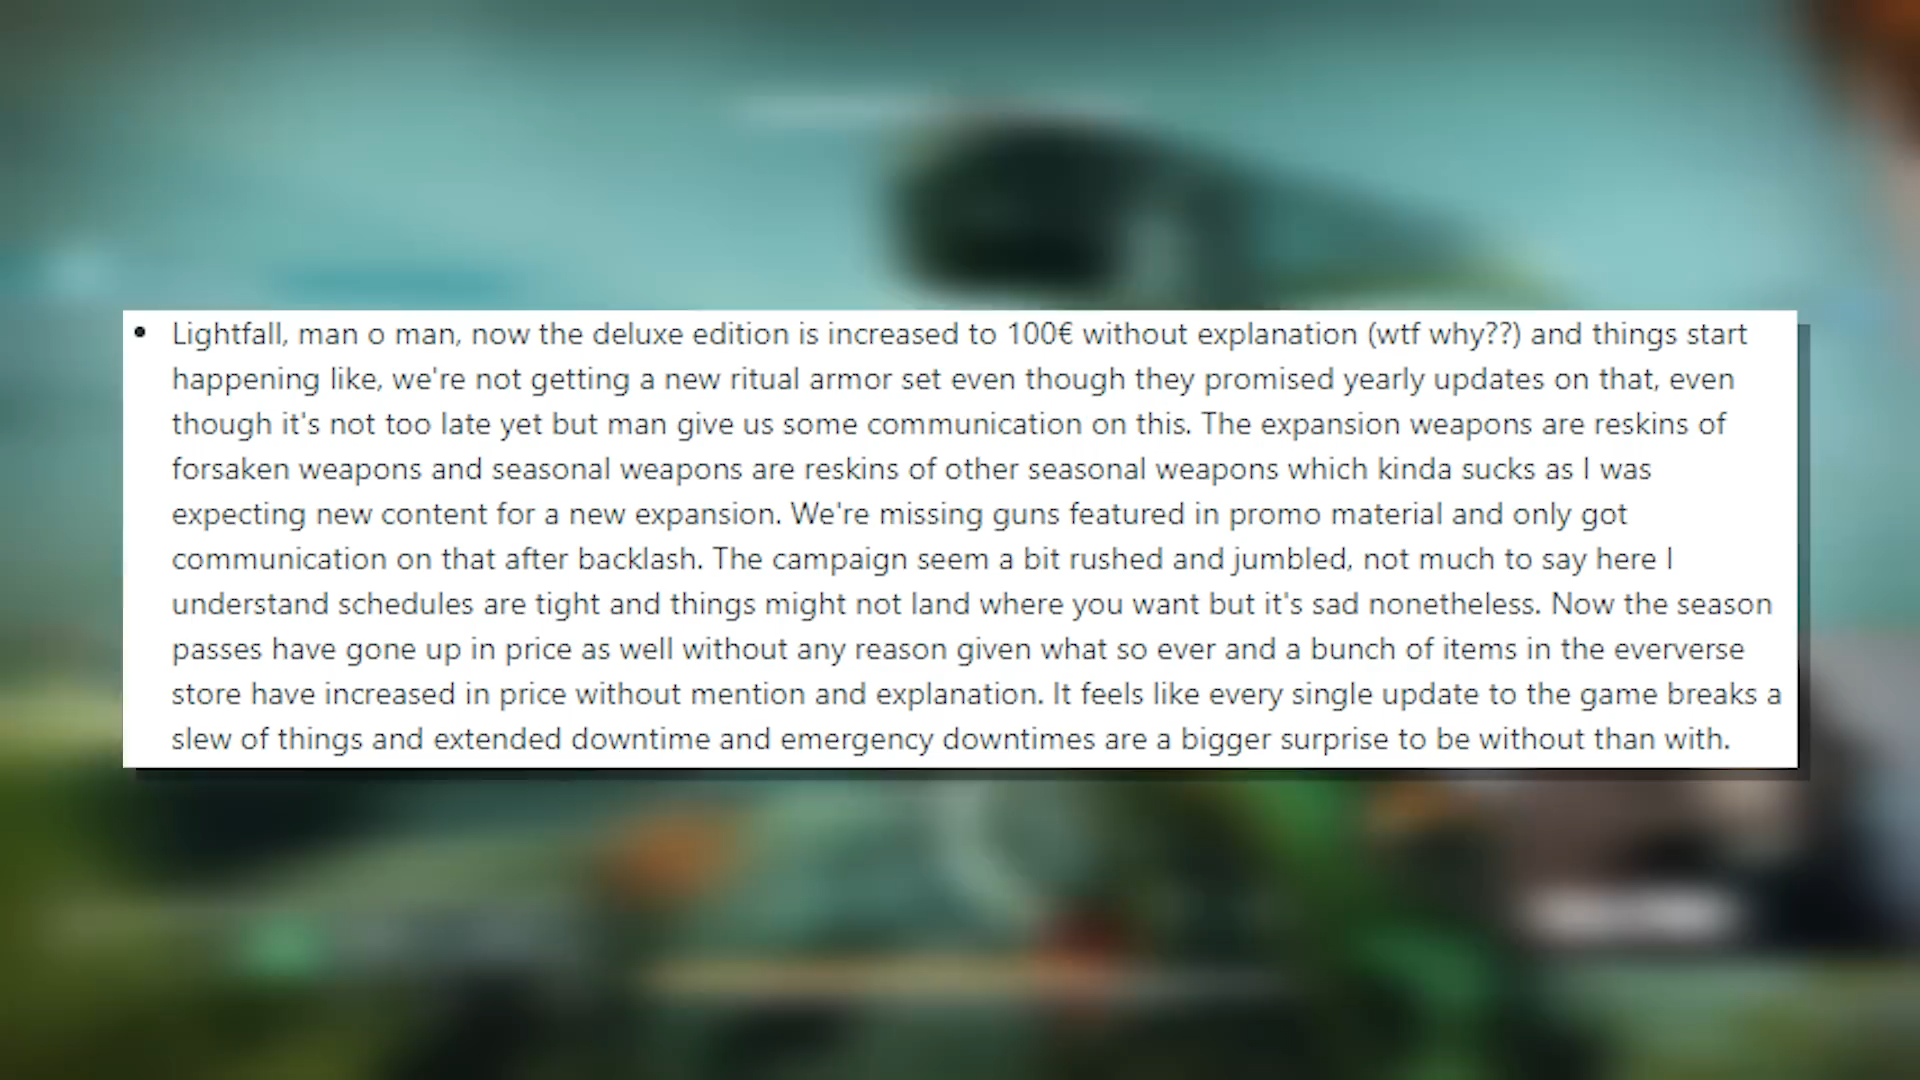 • Lightfall, man o man, now the deluxe edition is increased to 100€ without explanation (wtf why??) and things start
happening like, we're not getting a new ritual armor set even though they promised yearly updates on that, even
though it's not too late yet but man give us some communication on this. The expansion weapons are reskins of
forsaken weapons and seasonal weapons are reskins of other seasonal weapons which kinda sucks as I was
expecting new content for a new expansion. We're missing guns featured in promo material and only got
communication on that after backlash. The campaign seem a bit rushed and jumbled, not much to say here I
understand schedules are tight and things might not land where you want but it's sad nonetheless. Now the season
passes have gone up in price as well without any reason given what so ever and a bunch of items in the eververse
store have increased in price without mention and explanation. It feels like every single update to the game breaks a
slew of things and extended downtime and emergency downtimes are a bigger surprise to be without than with.